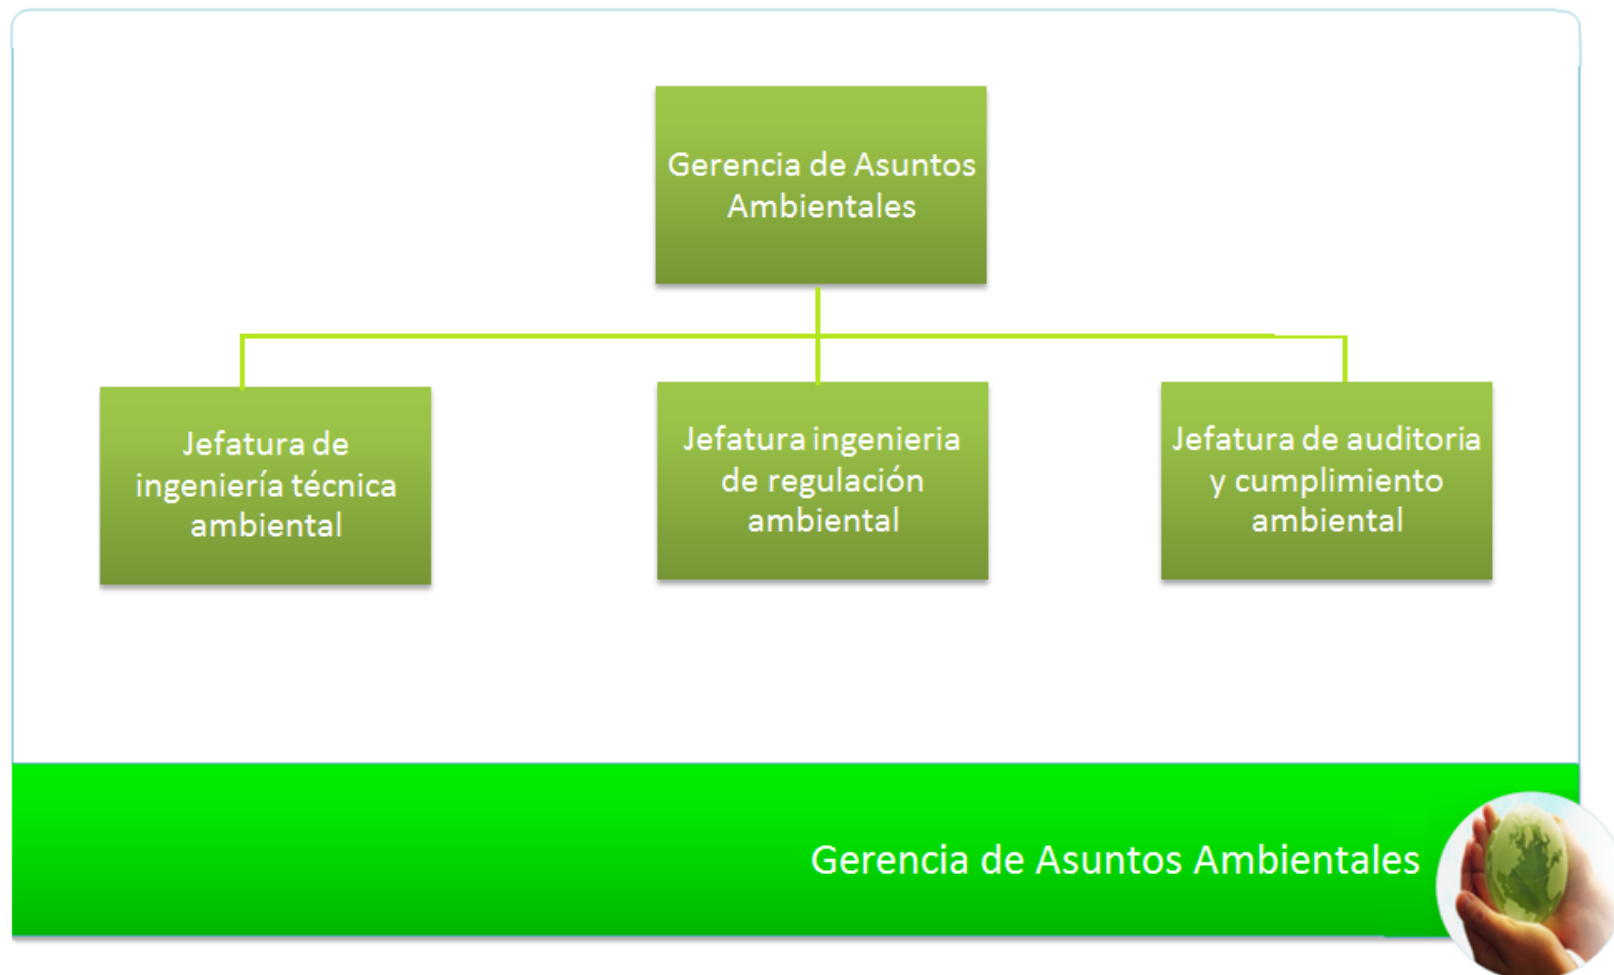 Gerencia de Asuntos
Ambientales
Jefatura de
ingeniería técnica
ambiental
Jefatura ingenieria
de regulación
ambiental
Jefatura de auditoria
y cumplimiento
ambiental
Gerencia de Asuntos Ambientales